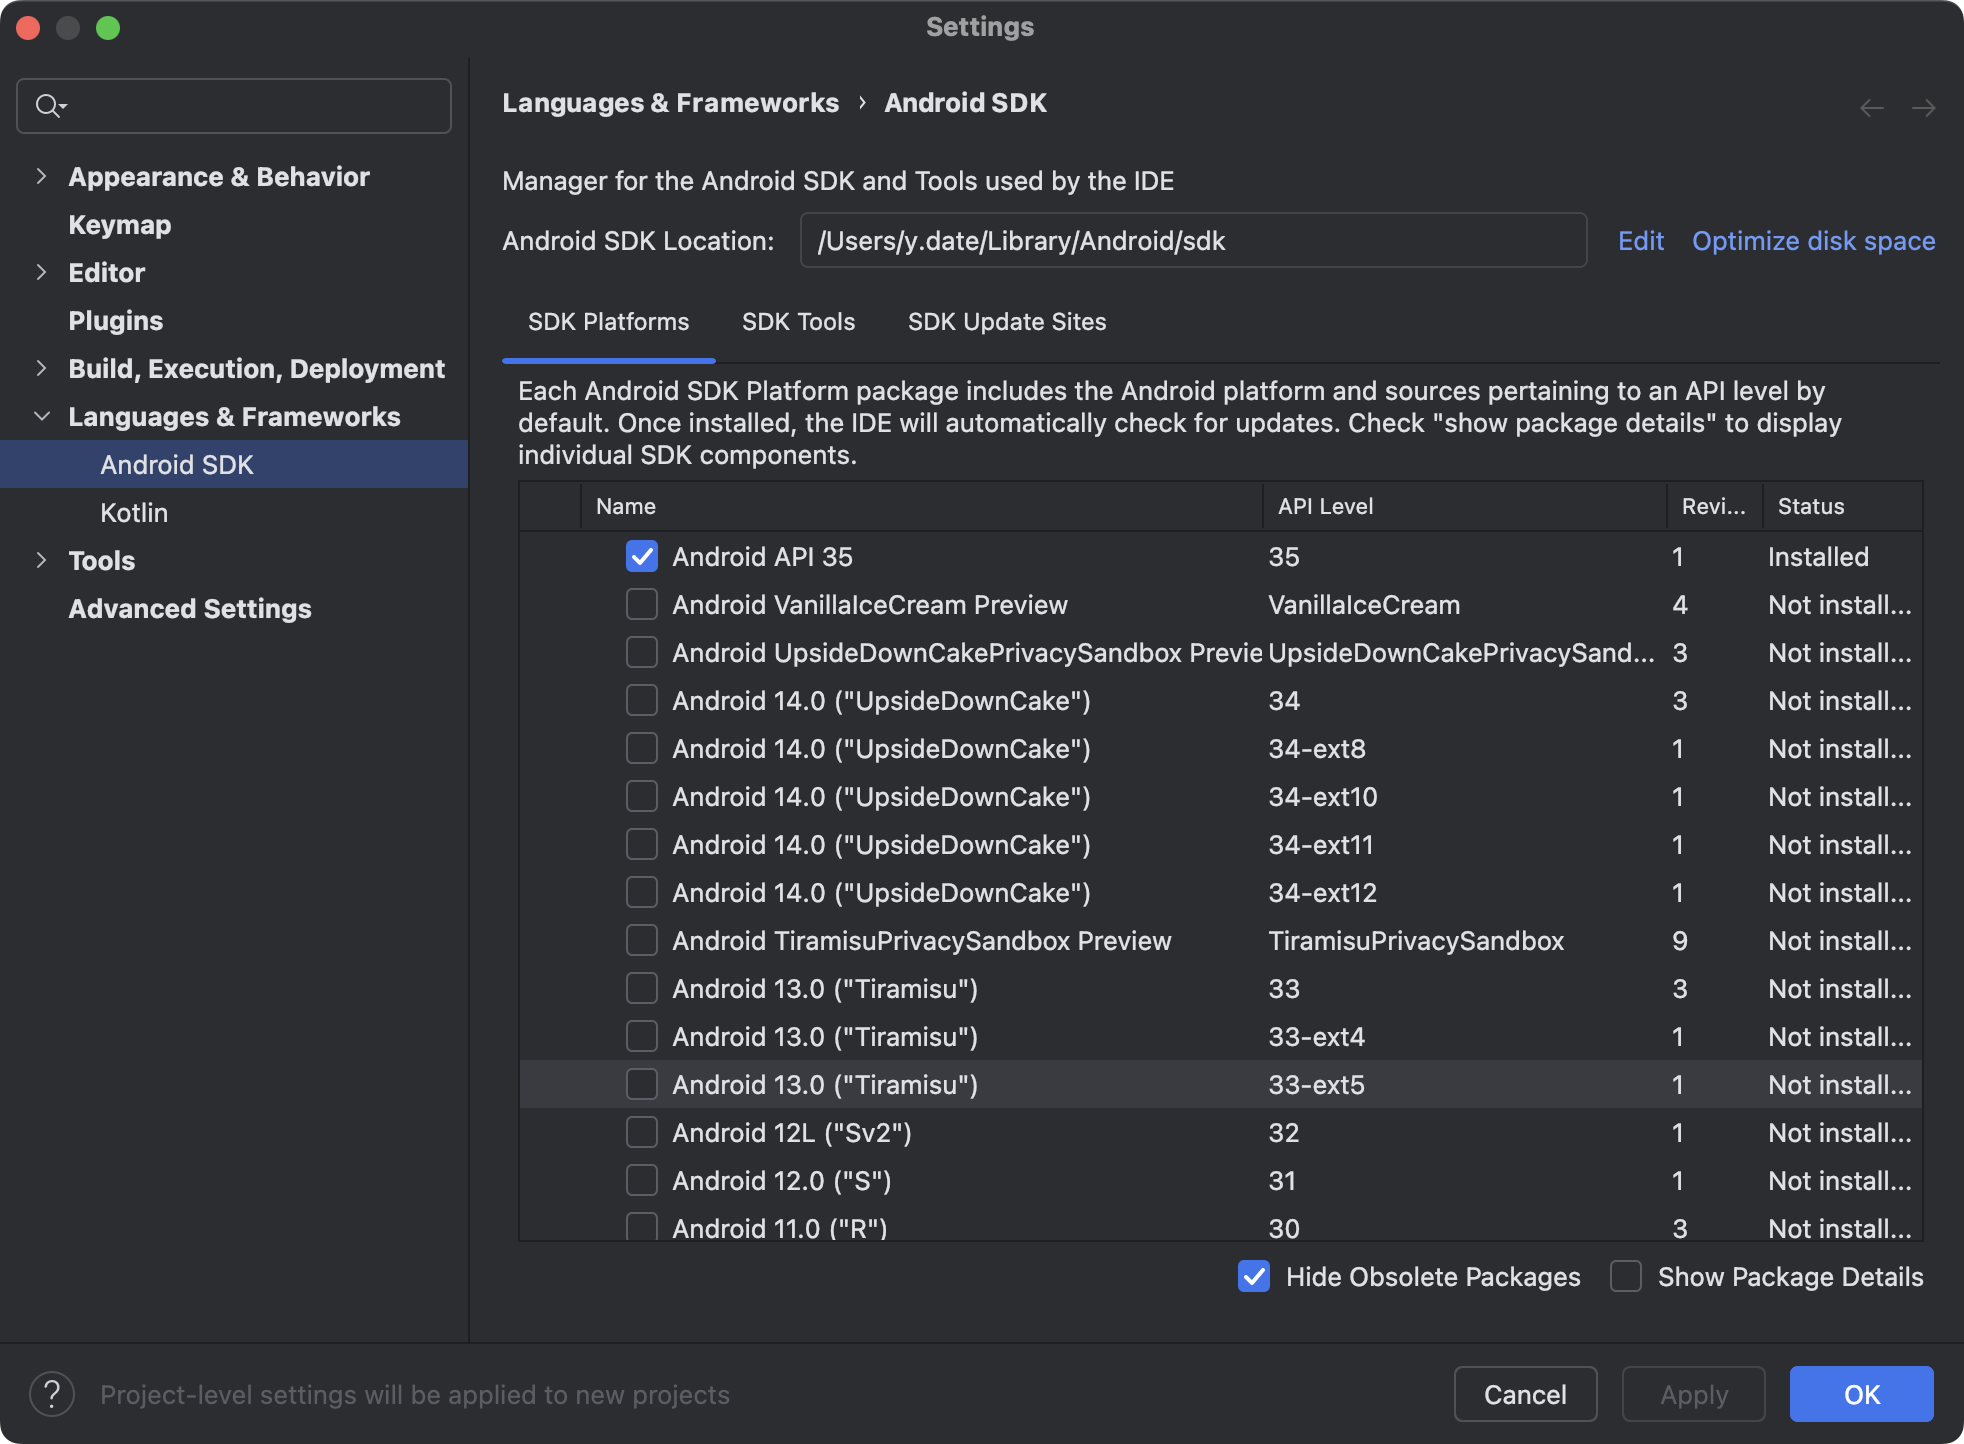 Settings
Appearance & Behavior
Keymap
Editor
Plugins
Build, Execution, Deployment
Languages & Frameworks
Android SDK
Kotlin
Tools
Advanced Settings
Languages & Frameworks › Android SDK
Manager for the Android SDK and Tools used by the IDE
Android SDK Location: /Users/y.date/Library/Android/sdk Edit Optimize disk space
SDK Platforms SDK Tools SDK Update Sites
Each Android SDK Platform package includes the Android platform and sources pertaining to an API level by
default. Once installed, the IDE will automatically check for updates. Check "show package details" to display
individual SDK components.
Name API Level Revi... Status
Android API 35 35 1 Installed
Android VanillaIceCream Preview VanillaIceCream 4 Not install...
Android UpsideDownCakePrivacySandbox Previe UpsideDownCakePrivacySand... 3 Not install...
Android 14.0 ("UpsideDownCake") 34 3 Not install...
Android 14.0 ("UpsideDownCake") 34-ext8 1 Not install...
Android 14.0 ("UpsideDownCake") 34-ext10 1 Not install...
Android 14.0 ("UpsideDownCake") 34-ext11 1 Not install...
Android 14.0 ("UpsideDownCake") 34-ext12 1 Not install...
Android TiramisuPrivacySandbox Preview TiramisuPrivacySandbox 9 Not install...
Android 13.0 ("Tiramisu") 33 3 Not install...
Android 13.0 ("Tiramisu") 33-ext4 1 Not install...
Android 13.0 ("Tiramisu") 33-ext5 1 Not install...
Android 12L ("Sv2") 32 1 Not install...
Android 12.0 ("S") 31 1 Not install...
Android 11.0 ("R") 30 3 Not install...
Hide Obsolete Packages Show Package Details
? Project-level settings will be applied to new projects
Cancel Apply OK